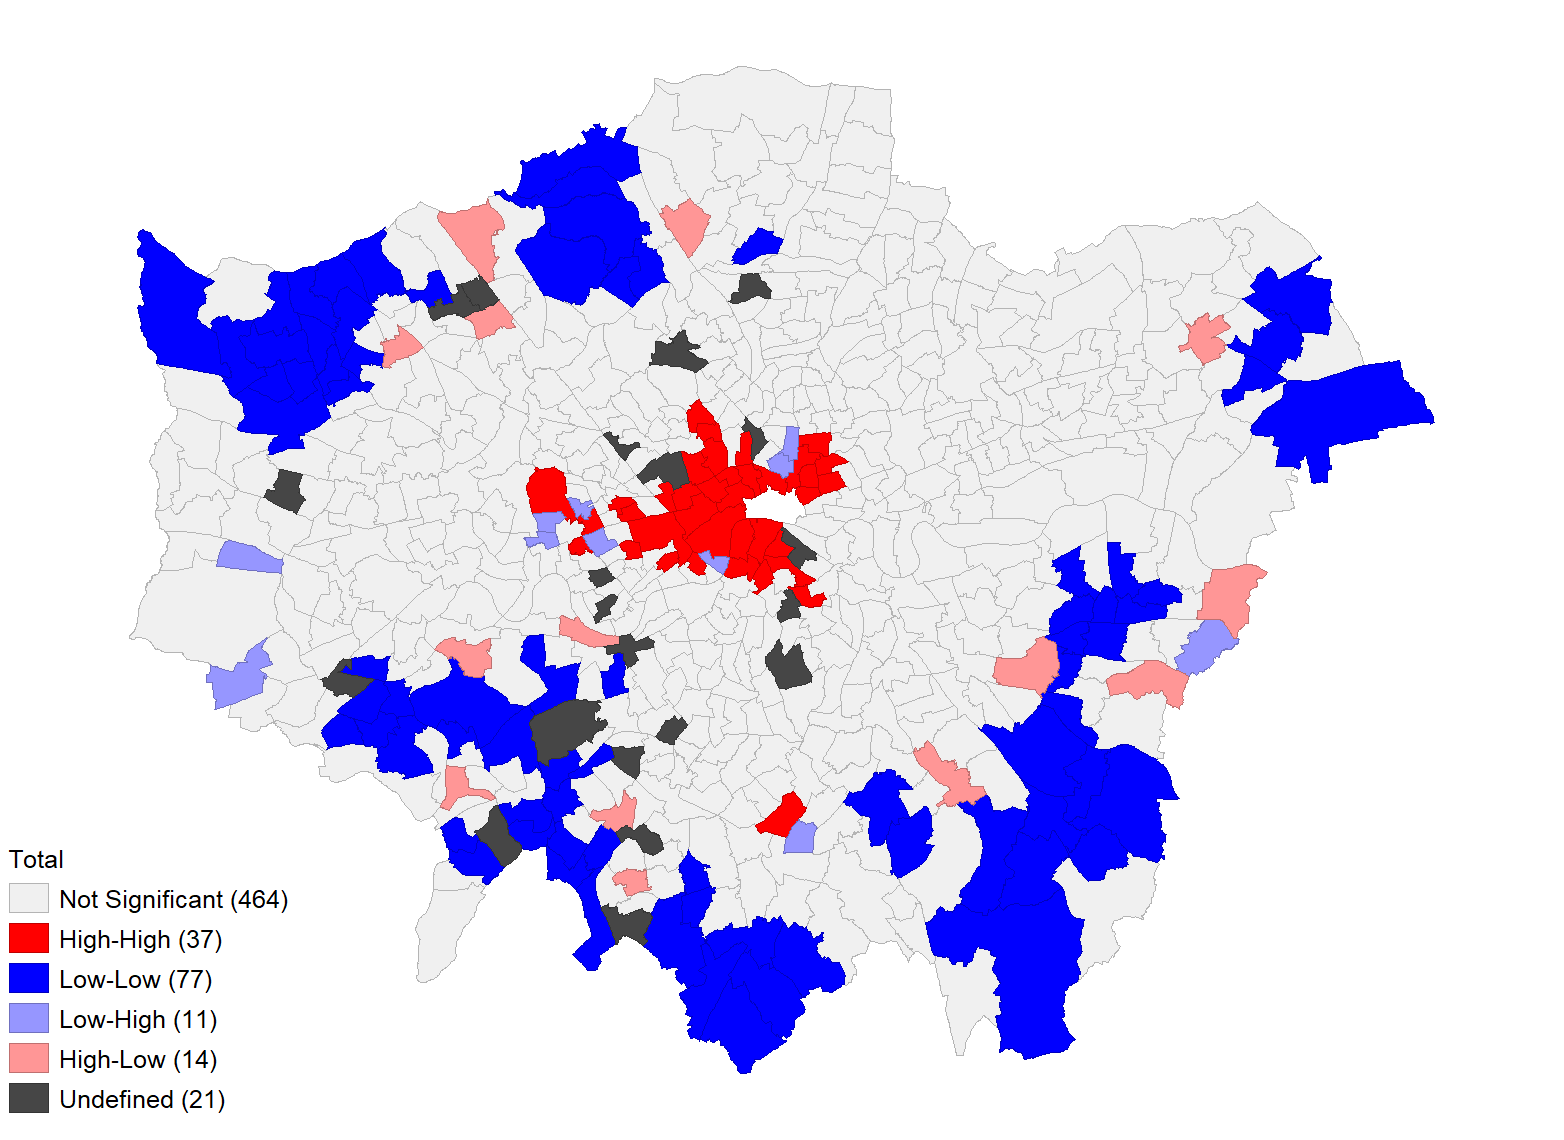 Total
Not Significant (464)
High-High (37)
Low-Low (77)
Low-High (11)
High-Low (14)
Undefined (21)